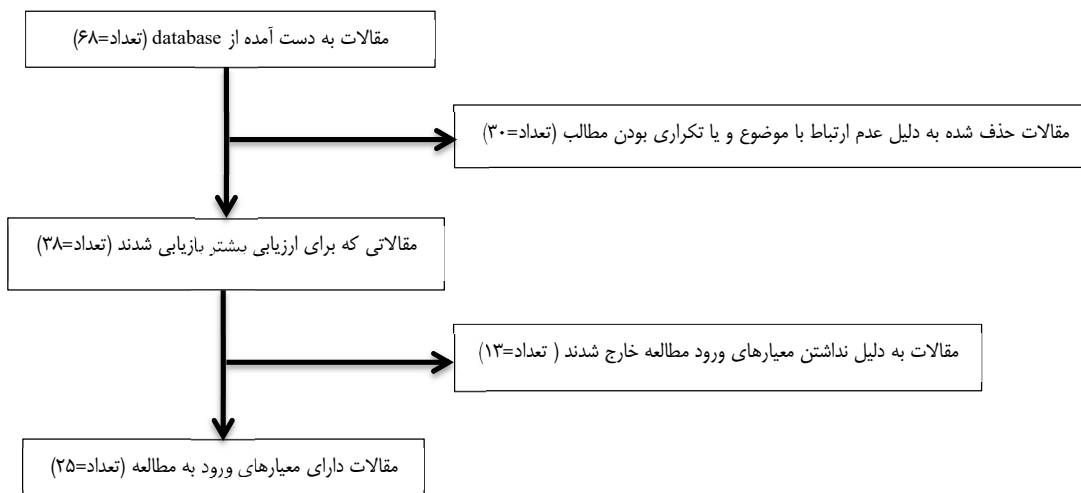 مقالات به دست آمده از database (تعداد=۶۸)
مقالات حذف شده به دلیل عدم ارتباط با موضوع و یا تکراری بودن مطالب (تعداد=۳۰)
مقالاتی که برای ارزیابی بیشتر بازیابی شدند (تعداد=۳۸)
مقالات به دلیل نداشتن معیارهای ورود مطالعه خارج شدند ( تعداد=۱۳)
مقالات دارای معیارهای ورود به مطالعه (تعداد=۲۵)